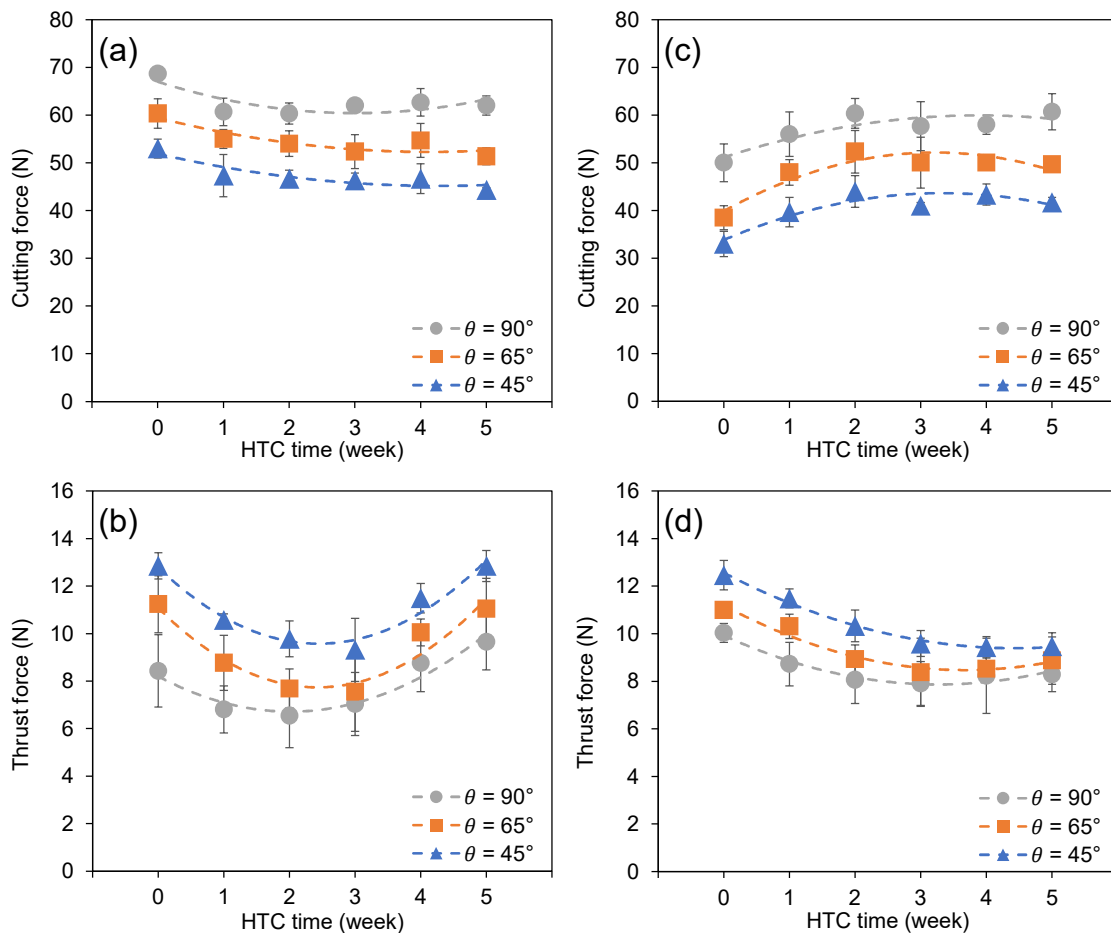 (a)
Cutting force (N)
80
70
60
50
40
30
20
10
0
θ = 90°
θ = 65°
θ = 45°
0 1 2 3 4 5
HTC time (week)
(c)
Cutting force (N)
80
70
60
50
40
30
20
10
0
θ = 90°
θ = 65°
θ = 45°
0 1 2 3 4 5
HTC time (week)
(b)
Thrust force (N)
16
14
12
10
8
6
4
2
0
θ = 90°
θ = 65°
θ = 45°
0 1 2 3 4 5
HTC time (week)
(d)
Thrust force (N)
16
14
12
10
8
6
4
2
0
θ = 90°
θ = 65°
θ = 45°
0 1 2 3 4 5
HTC time (week)